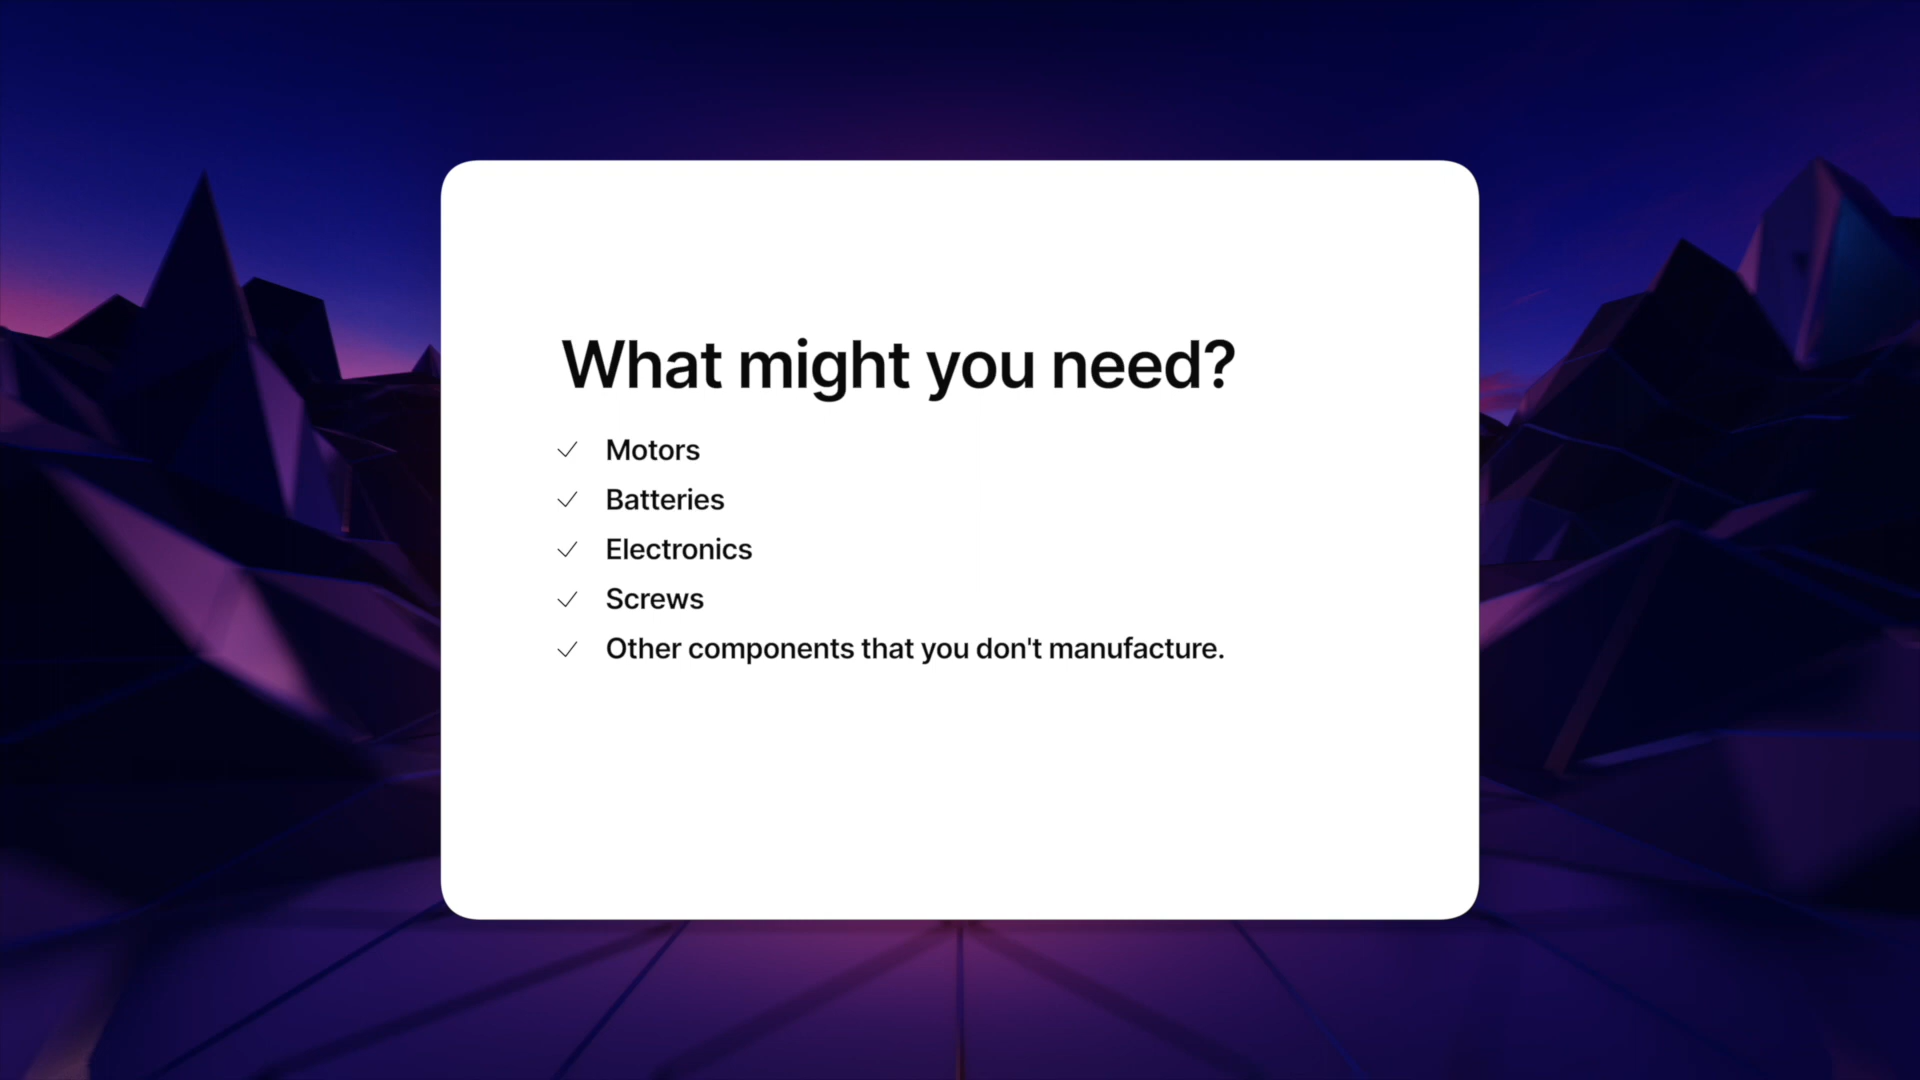 What might you need?
Motors
Batteries
Electronics
Screws
Other components that you don't manufacture.